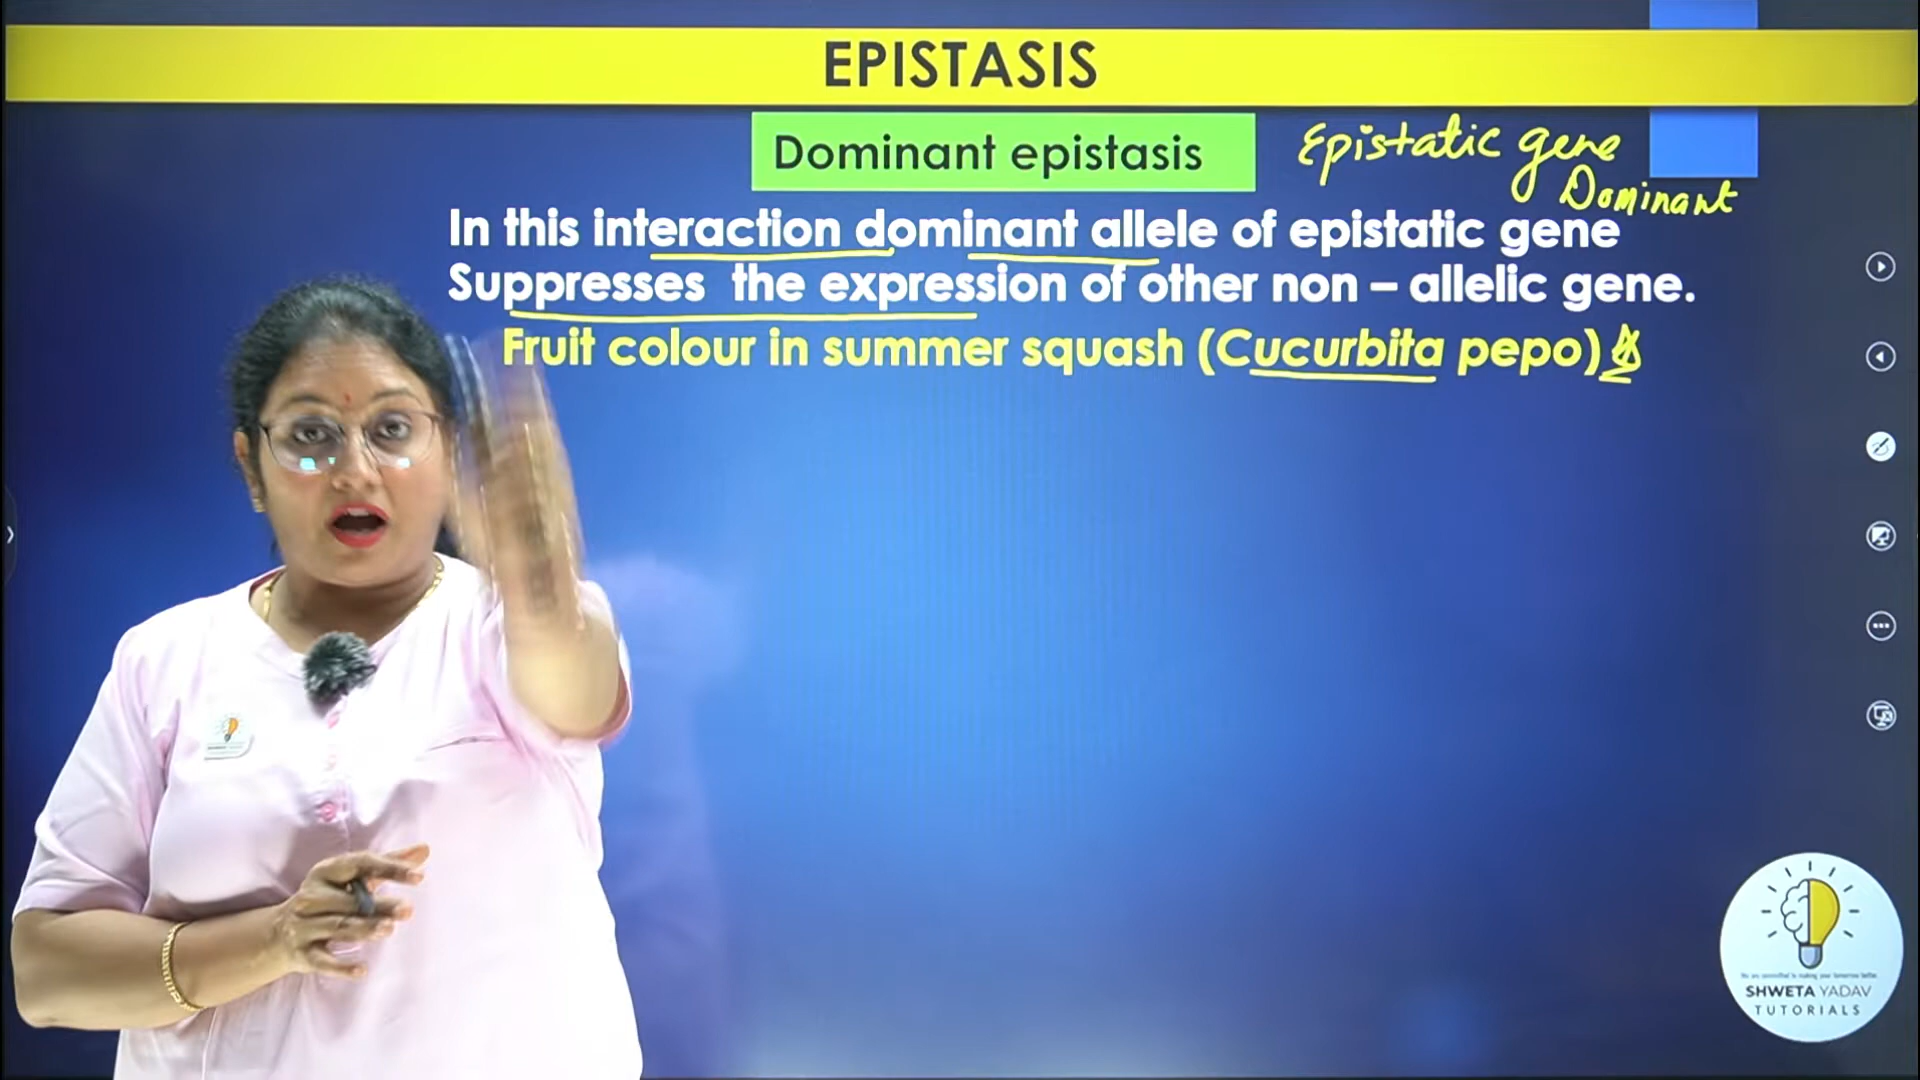 EPISTASIS
Dominant epistasis
Epistatic gene
Dominant
In this interaction dominant allele of epistatic gene
Suppresses the expression of other non – allelic gene.
Fruit colour in summer squash (Cucurbita pepo)
SHWETA YADAV
TUTORIALS